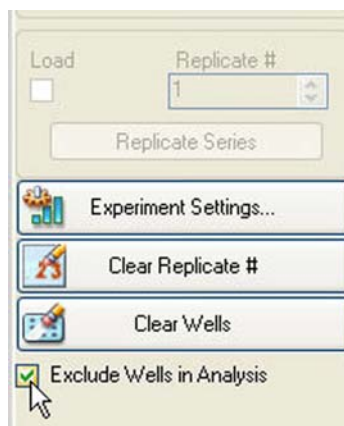 Load Replicate #
1
Replicate Series
Experiment Settings...
Clear Replicate #
Clear Wells
Exclude Wells in Analysis